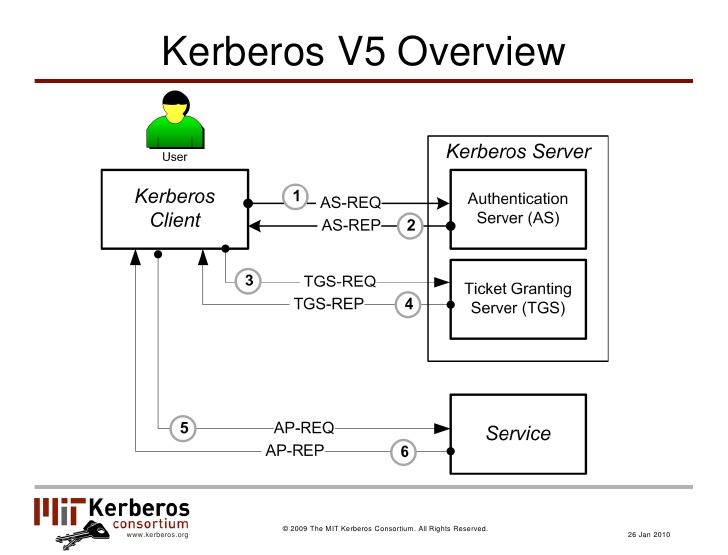 Kerberos V5 Overview
User
Kerberos Server
Kerberos
Client
1
AS-REQ
Authentication
Server (AS)
AS-REP
2
3
TGS-REQ
Ticket Granting
Server (TGS)
TGS-REP
4
5
AP-REQ
Service
AP-REP
6
MIT Kerberos
consortium
www.kerberos.org
© 2009 The MIT Kerberos Consortium. All Rights Reserved.
26 Jan 2010